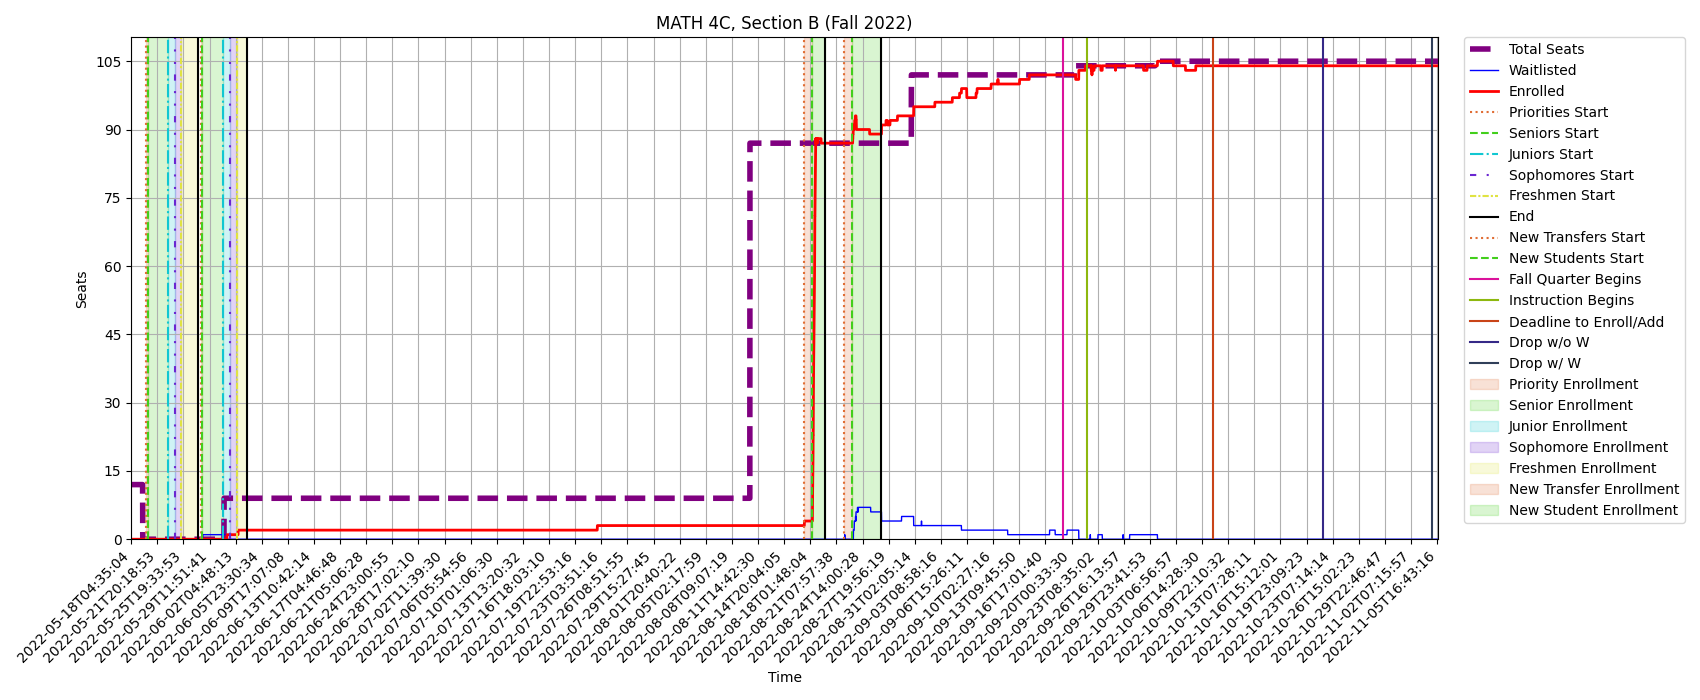 MATH 4C, Section B (Fall 2022)
Seats
105
90
75
60
45
30
15
0
2022-05-18T04:35:04
2022-05-21T20:18:53
2022-05-25T19:33:53
2022-05-29T11:51:41
2022-06-02T04:48:13
2022-06-05T23:30:34
2022-06-09T17:07:08
2022-06-13T10:42:14
2022-06-17T04:46:48
2022-06-21T05:06:28
2022-06-24T23:00:55
2022-06-28T17:02:10
2022-07-02T11:39:30
2022-07-06T05:54:56
2022-07-10T01:06:30
2022-07-13T13:20:32
2022-07-16T18:03:10
2022-07-19T22:53:16
2022-07-23T03:51:16
2022-07-26T08:51:55
2022-07-29T15:27:45
2022-08-01T20:40:22
2022-08-05T02:17:59
2022-08-08T09:07:19
2022-08-11T14:42:30
2022-08-14T20:04:05
2022-08-18T01:48:04
2022-08-21T07:57:38
2022-08-24T14:00:28
2022-08-27T19:56:19
2022-08-31T02:05:14
2022-09-03T08:58:16
2022-09-06T15:26:11
2022-09-10T02:27:16
2022-09-13T09:45:50
2022-09-16T17:01:40
2022-09-20T00:33:30
2022-09-23T08:35:02
2022-09-26T16:13:57
2022-09-29T23:41:53
2022-10-03T06:56:57
2022-10-06T14:28:30
2022-10-09T22:10:32
2022-10-13T07:28:11
2022-10-16T15:12:01
2022-10-19T23:09:23
2022-10-23T07:14:14
2022-10-26T15:02:23
2022-10-29T22:46:47
2022-11-02T07:15:57
2022-11-05T16:43:16
Time
Total Seats
Waitlisted
Enrolled
Priorities Start
Seniors Start
Juniors Start
Sophomores Start
Freshmen Start
End
New Transfers Start
New Students Start
Fall Quarter Begins
Instruction Begins
Deadline to Enroll/Add
Drop w/o W
Drop w/ W
Priority Enrollment
Senior Enrollment
Junior Enrollment
Sophomore Enrollment
Freshmen Enrollment
New Transfer Enrollment
New Student Enrollment